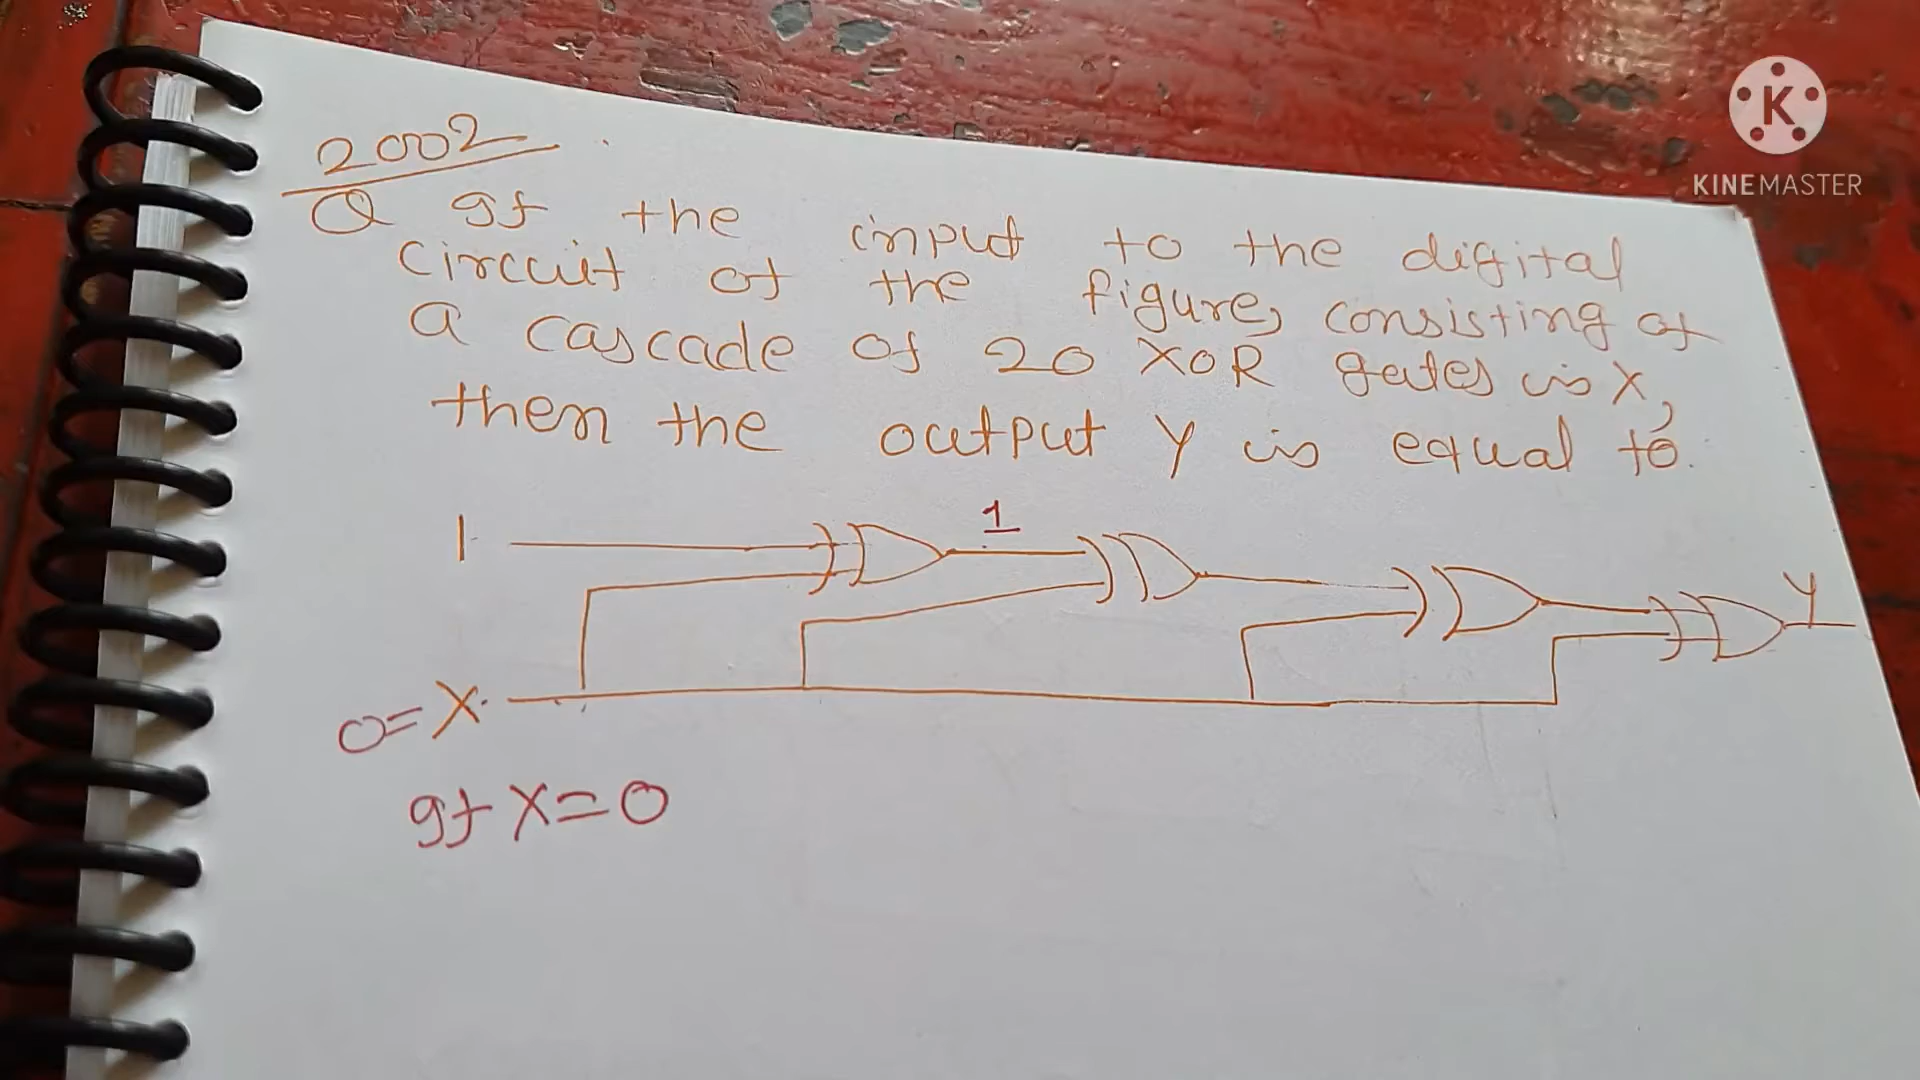 2002
Q If the input to the digital
circuit of the figure, consisting of
a cascade of 20 XOR gates is X,
then the output Y is equal to.
1
1
Y
0=X
If X=0
K
KINEMASTER